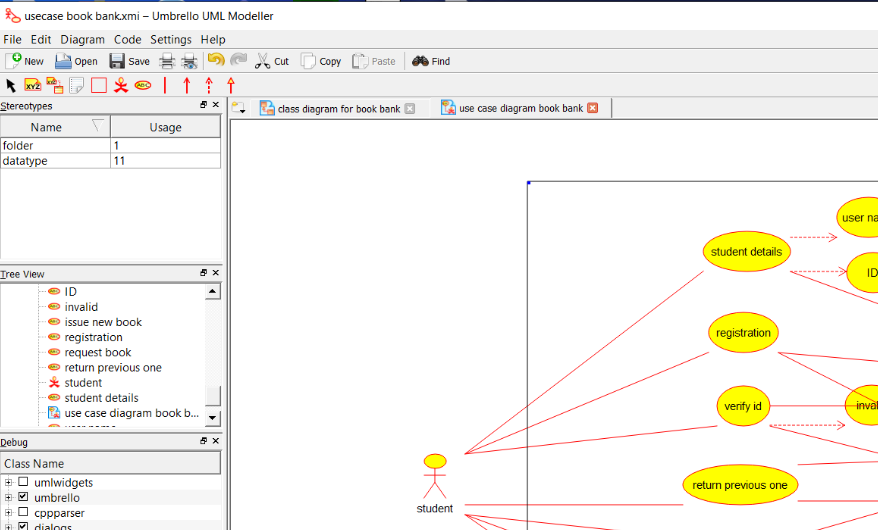 usecase book bank.xmi – Umbrello UML Modeller
File Edit Diagram Code Settings Help
New Open Save Cut Copy Paste Find
XYZ XYZ ABC
Stereotypes
class diagram for book bank use case diagram book bank
Name Usage
folder 1
datatype 11
Tree View
ID
invalid
issue new book
registration
request book
return previous one
student
student details
use case diagram book b...
Debug
Class Name
umlwidgets
umbrello
cppparser
dialogs
user na
student details
ID
registration
verify id
invali
return previous one
student